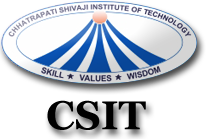 CHHATRAPATI SHIVAJI INSTITUTE OF TECHNOLOGY
SKILL ★ VALUES ★ WISDOM
CSIT